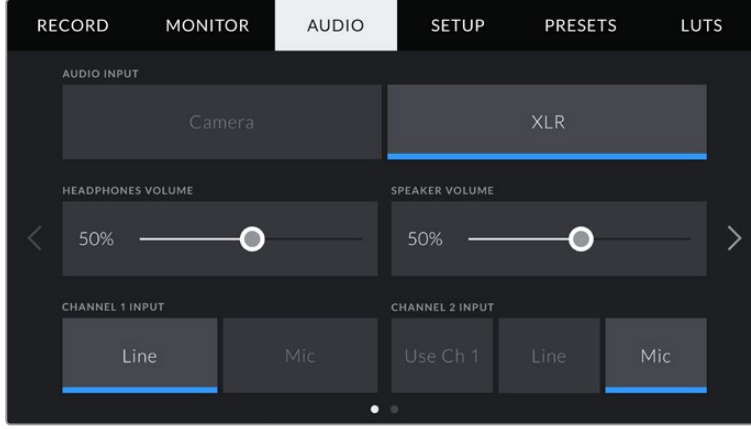 RECORD MONITOR AUDIO SETUP PRESETS LUTS
AUDIO INPUT
Camera XLR
HEADPHONES VOLUME SPEAKER VOLUME
50% 50%
CHANNEL 1 INPUT CHANNEL 2 INPUT
Line Mic Use Ch 1 Line Mic